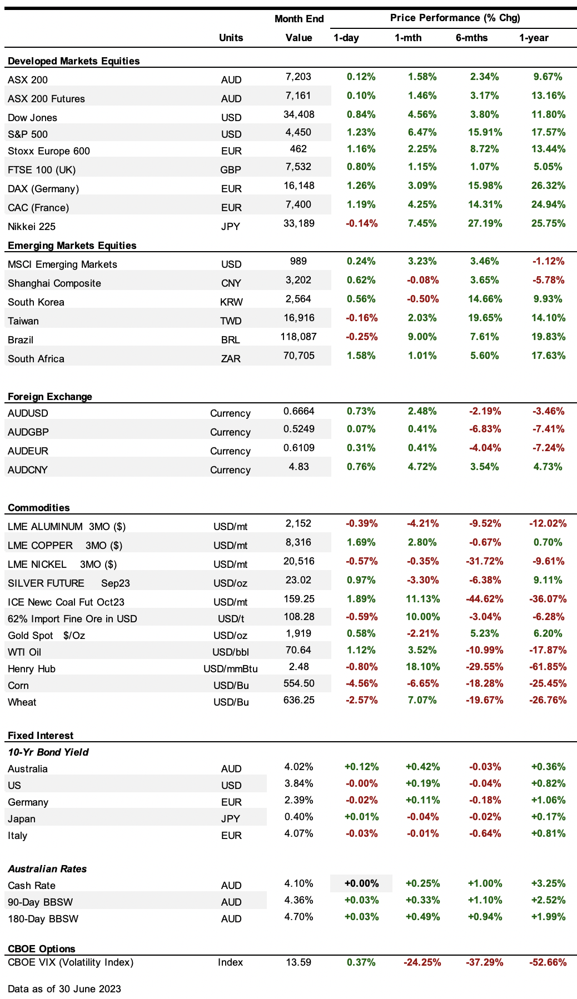 Month End Price Performance (% Chg)
Units Value 1-day 1-mth 6-mths 1-year
Developed Markets Equities
ASX 200 AUD 7,203 0.12% 1.58% 2.34% 9.67%
ASX 200 Futures AUD 7,161 0.10% 1.46% 3.17% 13.16%
Dow Jones USD 34,408 0.84% 4.56% 3.80% 11.80%
S&P 500 USD 4,450 1.23% 6.47% 15.91% 17.57%
Stoxx Europe 600 EUR 462 1.16% 2.25% 8.72% 13.44%
FTSE 100 (UK) GBP 7,532 0.80% 1.15% 1.07% 5.05%
DAX (Germany) EUR 16,148 1.26% 3.09% 15.98% 26.32%
CAC (France) EUR 7,400 1.19% 4.25% 14.31% 24.94%
Nikkei 225 JPY 33,189 -0.14% 7.45% 27.19% 25.75%
Emerging Markets Equities
MSCI Emerging Markets USD 989 0.24% 3.23% 3.46% -1.12%
Shanghai Composite CNY 3,202 0.62% -0.08% 3.65% -5.78%
South Korea KRW 2,564 0.56% -0.50% 14.66% 9.93%
Taiwan TWD 16,916 -0.16% 2.03% 19.65% 14.10%
Brazil BRL 118,087 -0.25% 9.00% 7.61% 19.83%
South Africa ZAR 70,705 1.58% 1.01% 5.60% 17.63%
Foreign Exchange
AUDUSD Currency 0.6664 0.73% 2.48% -2.19% -3.46%
AUDGBP Currency 0.5249 0.07% 0.41% -6.83% -7.41%
AUDEUR Currency 0.6109 0.31% 0.41% -4.04% -7.24%
AUDCNY Currency 4.83 0.76% 4.72% 3.54% 4.73%
Commodities
LME ALUMINUM 3MO ($) USD/mt 2,152 -0.39% -4.21% -9.52% -12.02%
LME COPPER 3MO ($) USD/mt 8,316 1.69% 2.80% -0.67% 0.70%
LME NICKEL 3MO ($) USD/mt 20,516 -0.57% -0.35% -31.72% -9.61%
SILVER FUTURE Sep23 USD/oz 23.02 0.97% -3.30% -6.38% 9.11%
ICE Newc Coal Fut Oct23 USD/mt 159.25 1.89% 11.13% -44.62% -36.07%
62% Import Fine Ore in USD USD/t 108.28 -0.59% 10.00% -3.04% -6.28%
Gold Spot $/Oz USD/oz 1,919 0.58% -2.21% 5.23% 6.20%
WTI Oil USD/bbl 70.64 1.12% 3.52% -10.99% -17.87%
Henry Hub USD/mmBtu 2.48 -0.80% 18.10% -29.55% -61.85%
Corn USD/Bu 554.50 -4.56% -6.65% -18.28% -25.45%
Wheat USD/Bu 636.25 -2.57% 7.07% -19.67% -26.76%
Fixed Interest
10-Yr Bond Yield
Australia AUD 4.02% +0.12% +0.42% -0.03% +0.36%
US USD 3.84% -0.00% +0.19% -0.04% +0.82%
Germany EUR 2.39% -0.02% +0.11% -0.18% +1.06%
Japan JPY 0.40% +0.01% -0.04% -0.02% +0.17%
Italy EUR 4.07% -0.03% -0.01% -0.64% +0.81%
Australian Rates
Cash Rate AUD 4.10% +0.00% +0.25% +1.00% +3.25%
90-Day BBSW AUD 4.36% +0.03% +0.33% +1.10% +2.52%
180-Day BBSW AUD 4.70% +0.03% +0.49% +0.94% +1.99%
CBOE Options
CBOE VIX (Volatility Index) Index 13.59 0.37% -24.25% -37.29% -52.66%
Data as of 30 June 2023